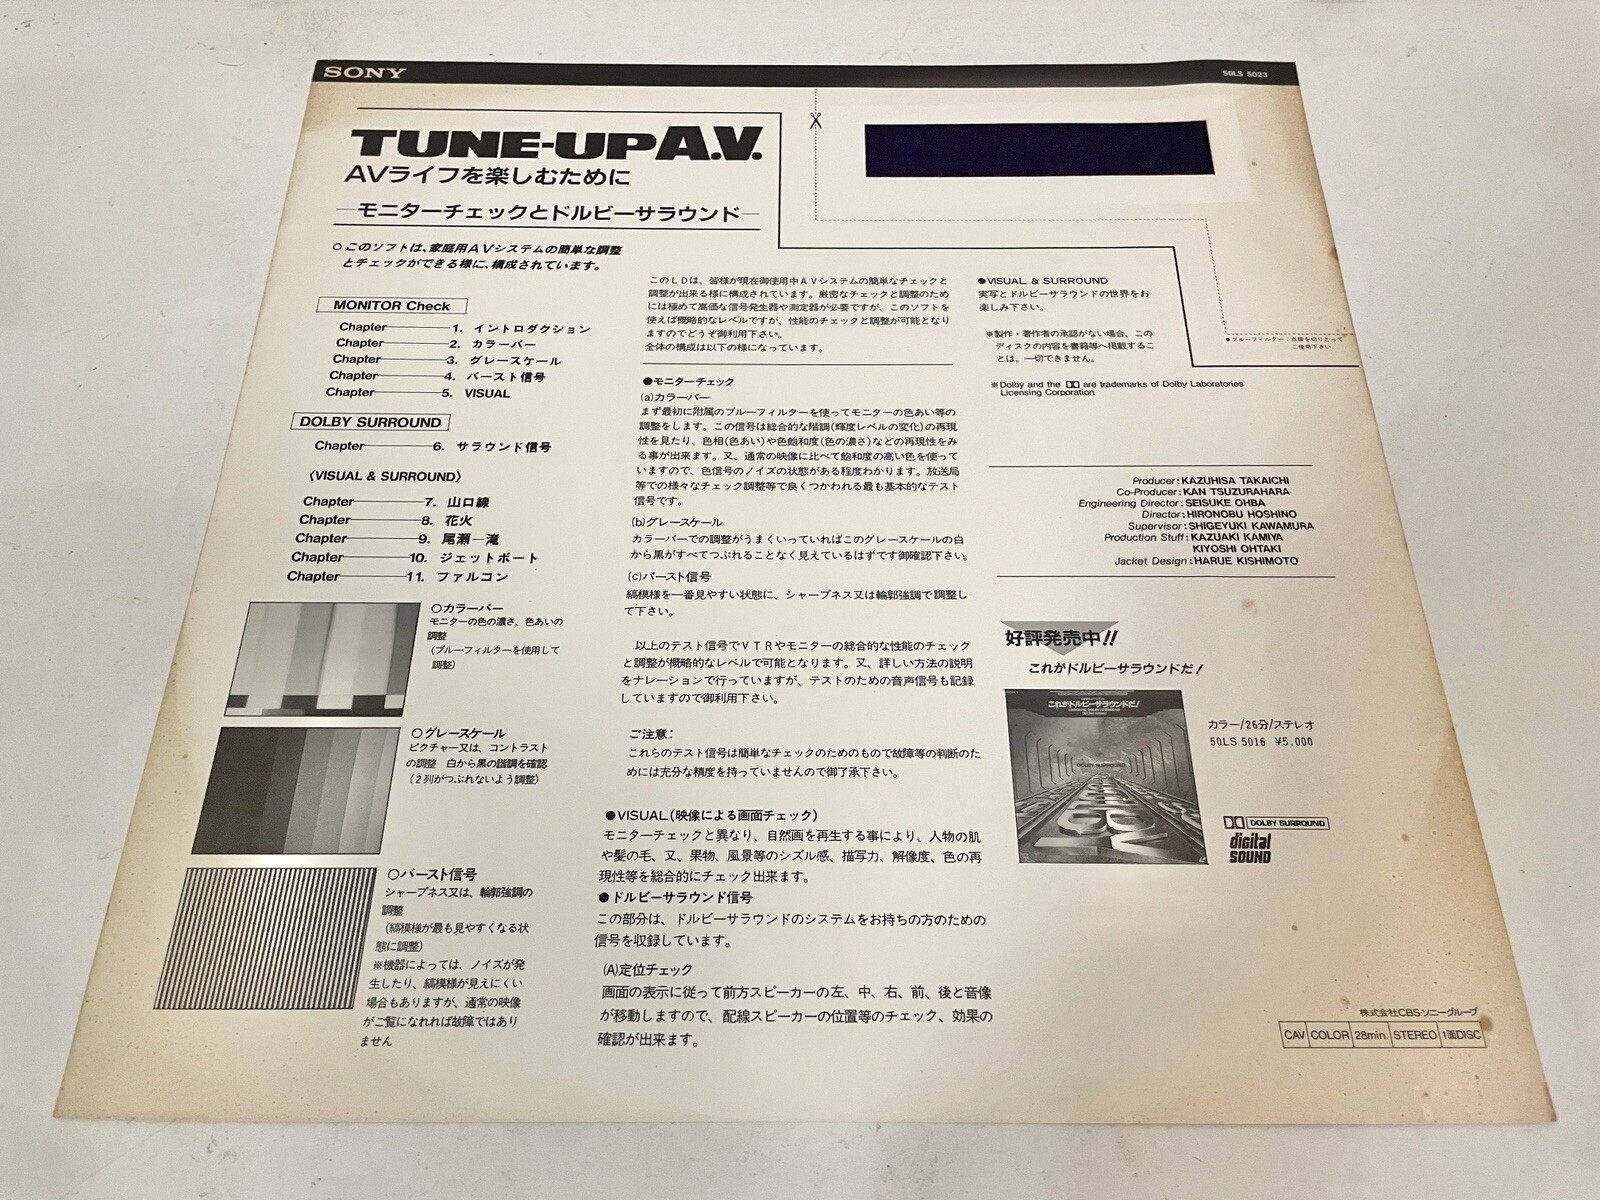 SONY
50LS 5023
TUNE-UP A.V.
AVライフを楽しむために
—モニターチェックとドルビーサラウンド—
○このソフトは、家庭用AVシステムの簡単な調整
とチェックができる様に、構成されています。
MONITOR Check
Chapter 1. イントロダクション
Chapter 2. カラーバー
Chapter 3. グレースケール
Chapter 4. バースト信号
Chapter 5. VISUAL
DOLBY SURROUND
Chapter 6. サラウンド信号
〈VISUAL & SURROUND〉
Chapter 7. 山口線
Chapter 8. 花火
Chapter 9. 尾瀬―滝
Chapter 10. ジェットボート
Chapter 11. ファルコン
○カラーバー
モニターの色の濃さ、色あいの
調整
(ブルーフィルターを使用して
調整)
○グレースケール
ピクチャー又は、コントラスト
の調整 白から黒の諧調を確認
(2列がつぶれないよう調整)
○バースト信号
シャープネス又は、輪郭強調の
調整
(縞模様が最も見やすくなる状
態に調整)
※機器によっては、ノイズが発
生したり、縞模様が見えにくい
場合もありますが、通常の映像
がご覧になれれば故障ではあり
ません
このLDは、皆様が現在御使用中AVシステムの簡単なチェックと
調整が出来る様に構成されています。厳密なチェックと調整のため
には極めて高価な信号発生器や測定器が必要ですが、このソフトを
使えば概略的なレベルですが、性能のチェックと調整が可能となり
ますのでどうぞ御利用下さい。
全体の構成は以下の様になっています。
●モニターチェック
(a)カラーバー
まず最初に附属のブルーフィルターを使ってモニターの色あい等の
調整をします。この信号は総合的な階調(輝度レベルの変化)の再現
性を見たり、色相(色あい)や色飽和度(色の濃さ)などの再現性をみ
る事が出来ます。又、通常の映像に比べて飽和度の高い色を使って
いますので、色信号のノイズの状態がある程度わかります。放送局
等での様々なチェック調整等で良くつかわれる最も基本的なテスト
信号です。
(b)グレースケール
カラーバーでの調整がうまくいっていればこのグレースケールの白
から黒がすべてつぶれることなく見えているはずです御確認下さい。
(c)バースト信号
縞模様を一番見やすい状態に、シャープネス又は輪郭強調で調整し
て下さい。
以上のテスト信号でVTRやモニターの総合的な性能のチェック
と調整が概略的なレベルで可能となります。又、詳しい方法の説明
をナレーションで行っていますが、テストのための音声信号も記録
していますので御利用下さい。
ご注意:
これらのテスト信号は簡単なチェックのためのもので故障等の判断のた
めには充分な精度を持っていませんので御了承下さい。
●VISUAL(映像による画面チェック)
モニターチェックと異なり、自然画を再生する事により、人物の肌
や髪の毛、又、果物、風景等のシズル感、描写力、解像度、色の再
現性等を総合的にチェック出来ます。
●ドルビーサラウンド信号
この部分は、ドルビーサラウンドのシステムをお持ちの方のための
信号を収録しています。
(A)定位チェック
画面の表示に従って前方スピーカーの左、中、右、前、後と音像
が移動しますので、配線スピーカーの位置等のチェック、効果の
確認が出来ます。
●VISUAL & SURROUND
実写とドルビーサラウンドの世界をお
楽しみ下さい。
※製作・著作者の承認がない場合、この
ディスクの内容を書籍等へ掲載するこ
とは、一切できません。
●ブルーフィルター:点線を切りとって
ご使用下さい。
※Dolby and the DD are trademarks of Dolby Laboratories
Licensing Corporation
Producer:KAZUHISA TAKAICHI
Co-Producer:KAN TSUZURAHARA
Engineering Director:SEISUKE OHBA
Director:HIRONOBU HOSHINO
Supervisor:SHIGEYUKI KAWAMURA
Production Stuff:KAZUAKI KAMIYA
KIYOSHI OHTAKI
Jacket Design:HARUE KISHIMOTO
好評発売中!!
これがドルビーサラウンドだ!
これがドルビーサラウンドだ!
DOLBY SURROUND
カラー/26分/ステレオ
50LS 5016 ¥5,000
DOLBY SURROUND
digital
SOUND
株式会社CBSソニーグループ
CAV COLOR 28min. STEREO 1面DISC